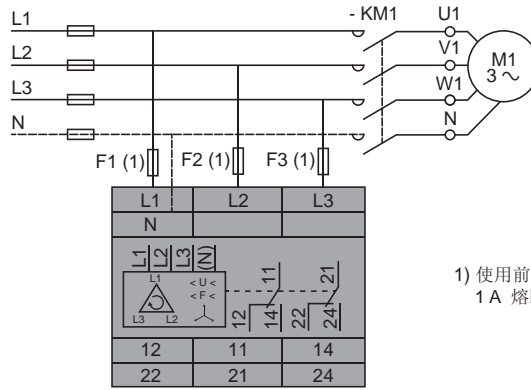 L1
- KM1
U1
L2
V1
L3
W1
M1
3 ~
N
N
F1 (1)
F2 (1)
F3 (1)
L1 L2 L3
N
L1 L2 L3 (N)
L1
L3 L2
< U <
< F <
11
12 14
21
22 24
12 11 14
22 21 24
1) 使用前
1 A